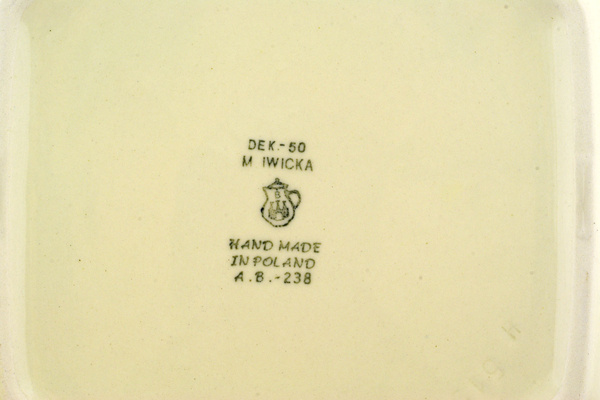 DEK.-50
M IWICKA
B
HAND MADE
IN POLAND
A.B.-238